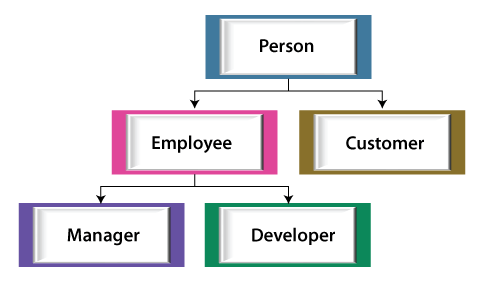 Person
Employee
Customer
Manager
Developer